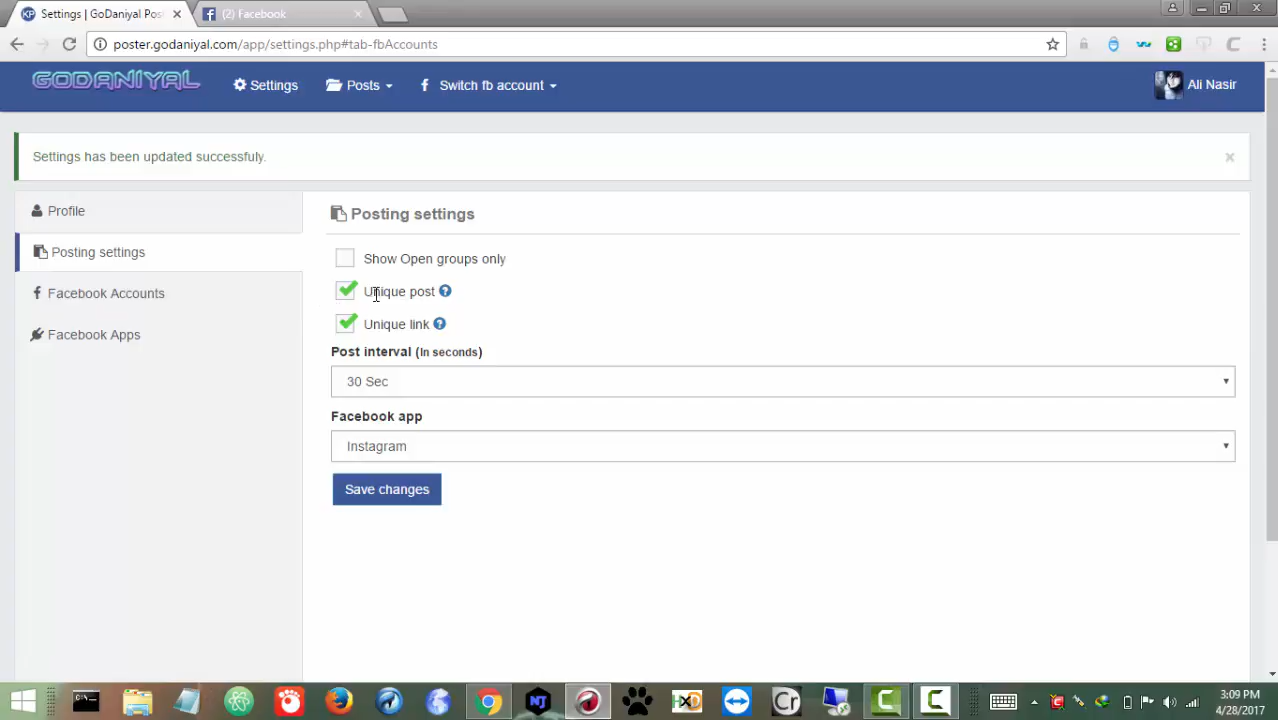 Settings | GoDaniyal Pos
(2) Facebook
poster.godaniyal.com/app/settings.php#tab-fbAccounts
GODANIYAL
Settings
Posts
Switch fb account
Ali Nasir
Settings has been updated successfuly.
×
Profile
Posting settings
Facebook Accounts
Facebook Apps
Posting settings
Show Open groups only
Unique post
Unique link
Post interval (In seconds)
30 Sec
Facebook app
Instagram
Save changes
3:09 PM
4/28/2017